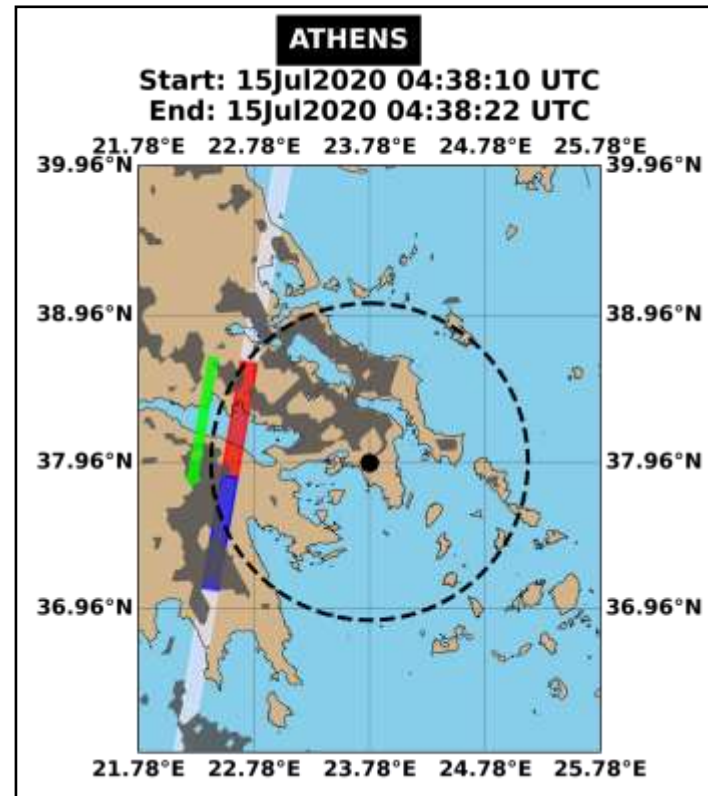 ATHENS
Start: 15Jul2020 04:38:10 UTC
End: 15Jul2020 04:38:22 UTC
21.78°E 22.78°E 23.78°E 24.78°E 25.78°E
39.96°N 39.96°N
38.96°N 38.96°N
37.96°N 37.96°N
36.96°N 36.96°N
21.78°E 22.78°E 23.78°E 24.78°E 25.78°E